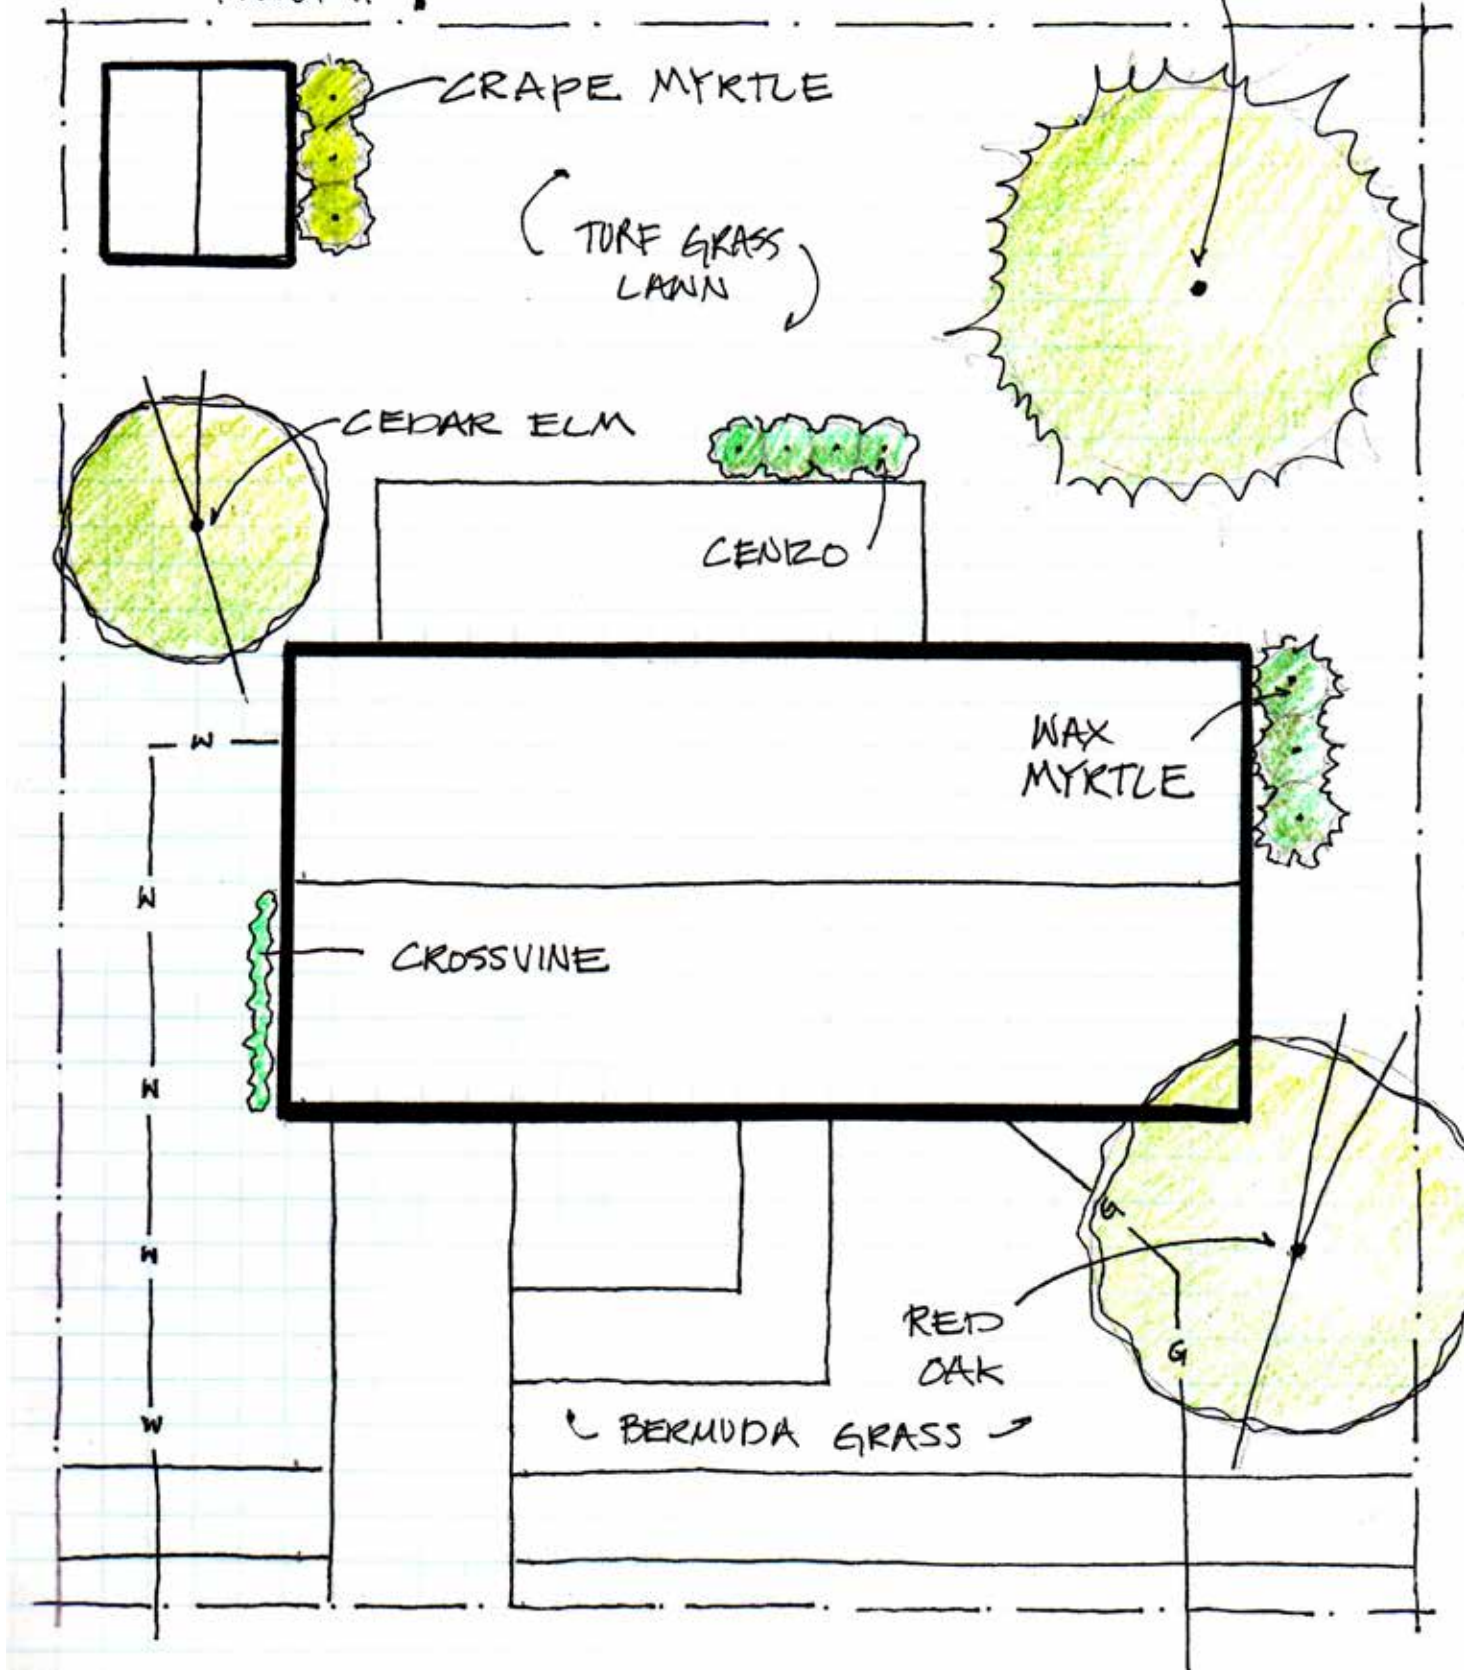 CRAPE MYRTLE
TURF GRASS
LAWN
CEDAR ELM
CENIZO
WAX
MYRTLE
W
W
CROSSVINE
W
G
W
RED
OAK
G
W
BERMUDA GRASS